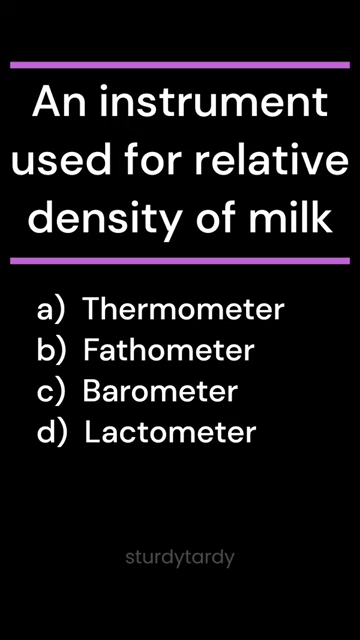 An instrument
used for relative
density of milk
a) Thermometer
b) Fathometer
c) Barometer
d) Lactometer
sturdytardy